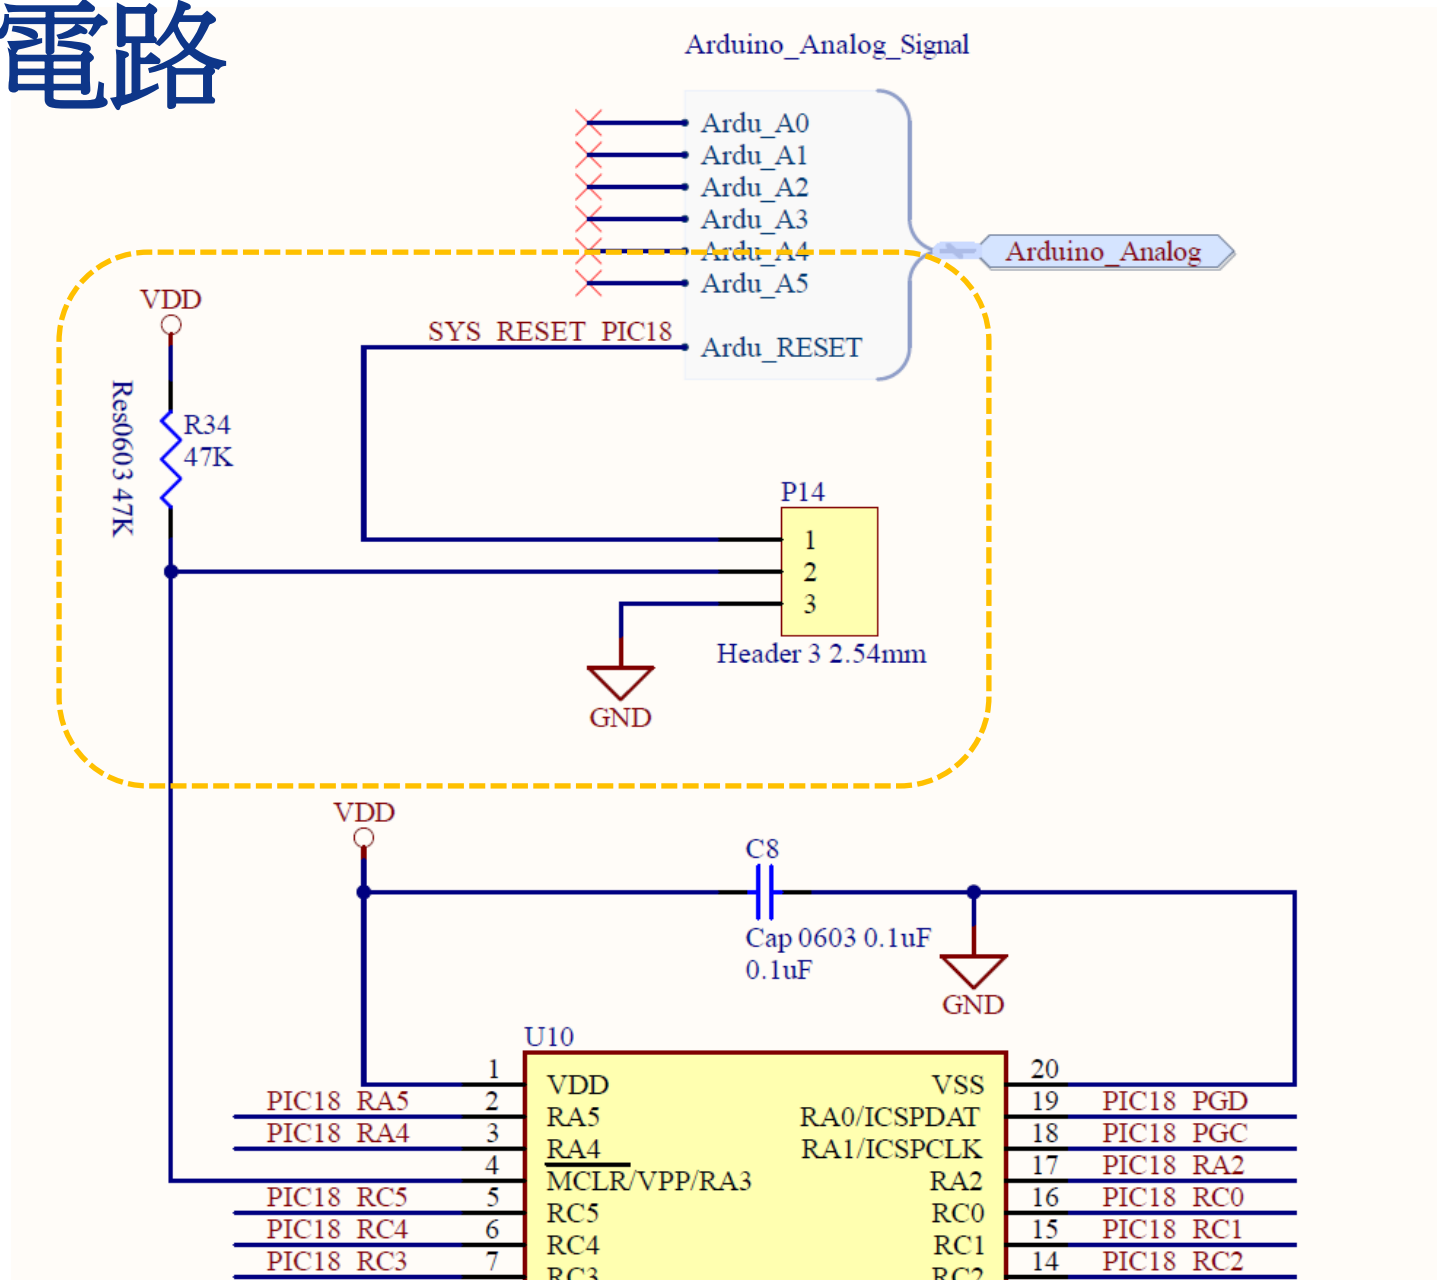 電路
Arduino_Analog_Signal
Ardu_A0
Ardu_A1
Ardu_A2
Ardu_A3
Ardu_A4
Ardu_A5
Arduino_Analog
VDD
SYS_RESET_PIC18
Ardu_RESET
Res0603 47K
R34
47K
P14
1
2
3
Header 3 2.54mm
GND
VDD
C8
Cap 0603 0.1uF
0.1uF
GND
U10
1 VDD VSS 20
PIC18_RA5 2 RA5 RA0/ICSPDAT 19 PIC18_PGD
PIC18_RA4 3 RA4 RA1/ICSPCLK 18 PIC18_PGC
4 MCLR/VPP/RA3 RA2 17 PIC18_RA2
PIC18_RC5 5 RC5 RC0 16 PIC18_RC0
PIC18_RC4 6 RC4 RC1 15 PIC18_RC1
PIC18_RC3 7 RC3 RC2 14 PIC18_RC2